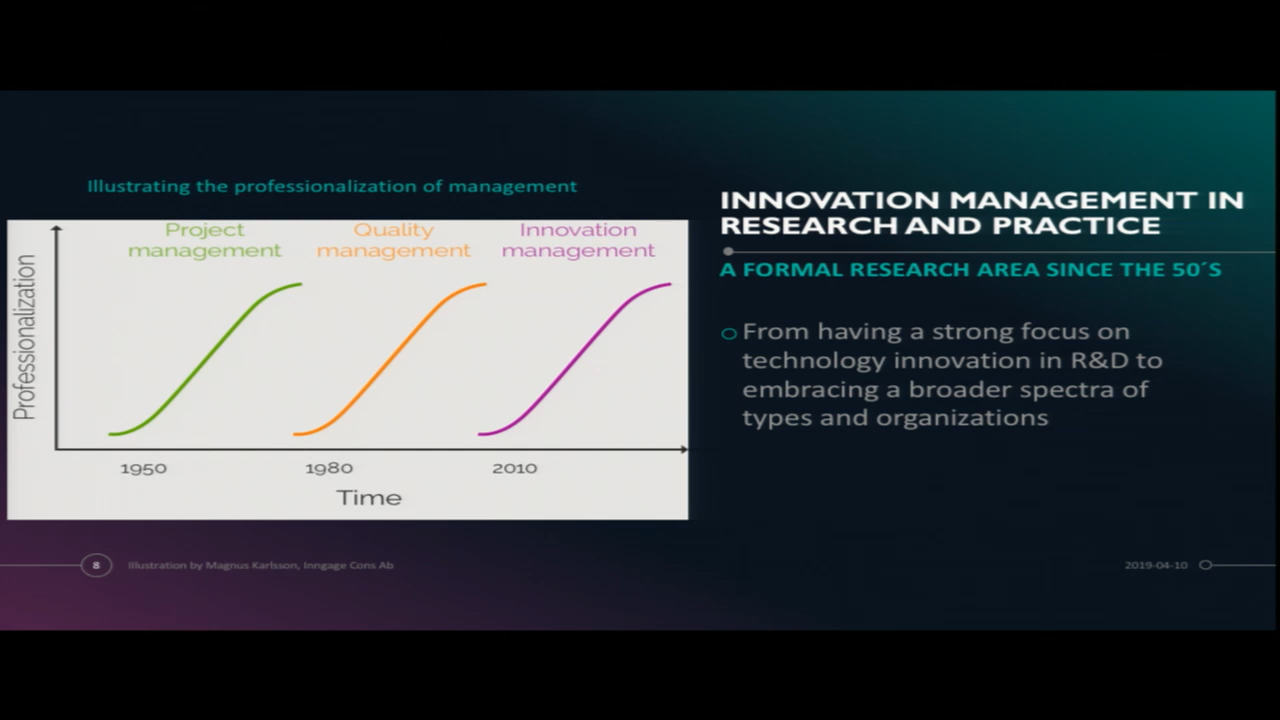 Illustrating the professionalization of management
Project
management
Quality
management
Innovation
management
Professionalization
1950
1980
2010
Time
INNOVATION MANAGEMENT IN
RESEARCH AND PRACTICE
A FORMAL RESEARCH AREA SINCE THE 50´S
From having a strong focus on
technology innovation in R&D to
embracing a broader spectra of
types and organizations
8
Illustration by Magnus Karlsson, Inngage Cons Ab
2019-04-10